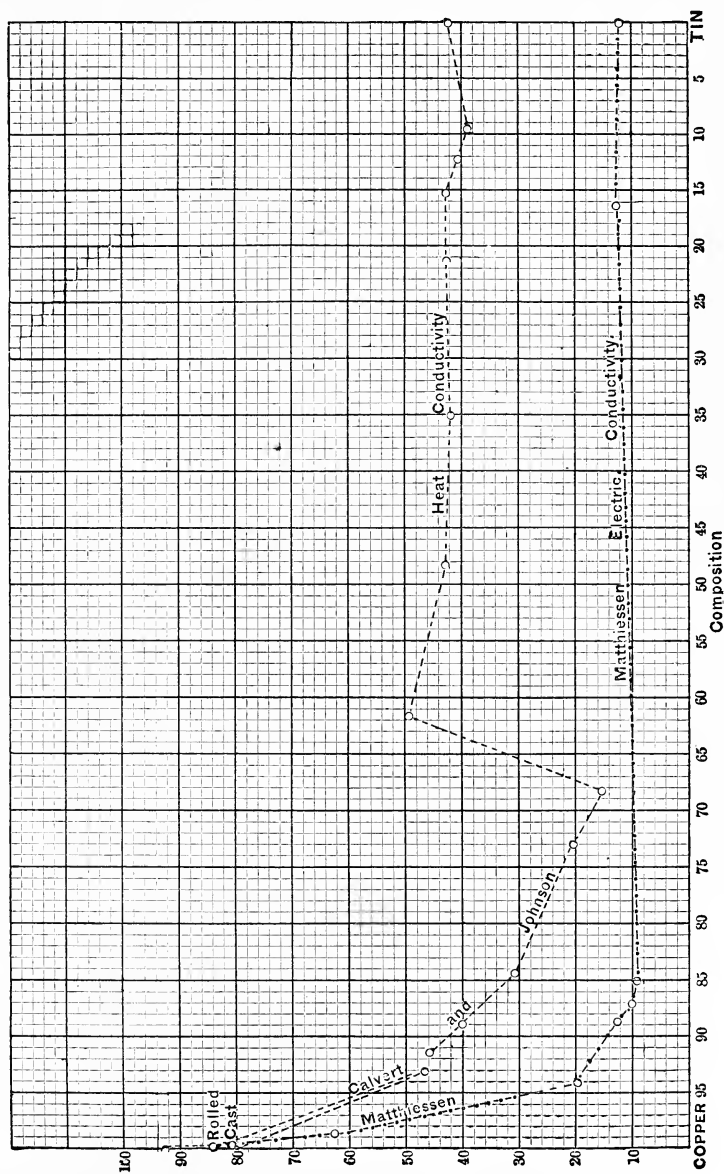 100
90
80
70
60
50
40
30
20
10
Rolled
Cast
Calvert
and
Johnson
Heat Conductivity
Matthiessen
Matthiessen Electric Conductivity
COPPER 95 90 85 80 75 70 65 60 55 50 45 40 35 30 25 20 15 10 5 TIN
Composition